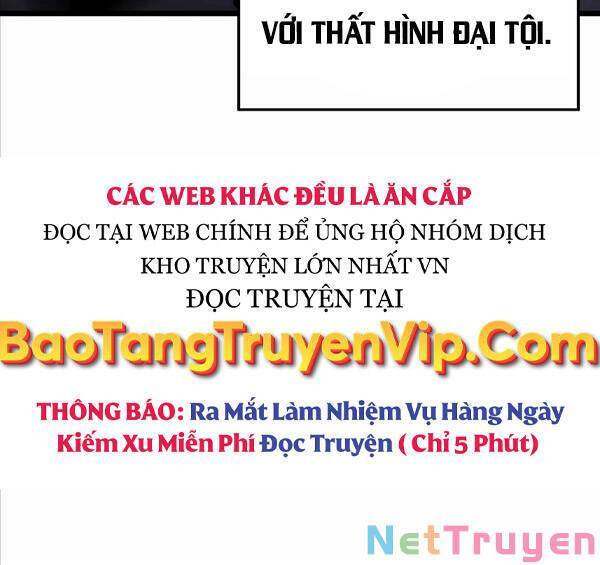 VỚI THẤT HÌNH ĐẠI TỘI.
CÁC WEB KHÁC ĐỀU LÀ ĂN CẮP
ĐỌC TẠI WEB CHÍNH ĐỂ ỦNG HỘ NHÓM DỊCH
KHO TRUYỆN LỚN NHẤT VN
ĐỌC TRUYỆN TẠI
BaoTangTruyenVip.Com
THÔNG BÁO: Ra Mắt Làm Nhiệm Vụ Hàng Ngày
Kiếm Xu Miễn Phí Đọc Truyện ( Chỉ 5 Phút)
NetTruyen